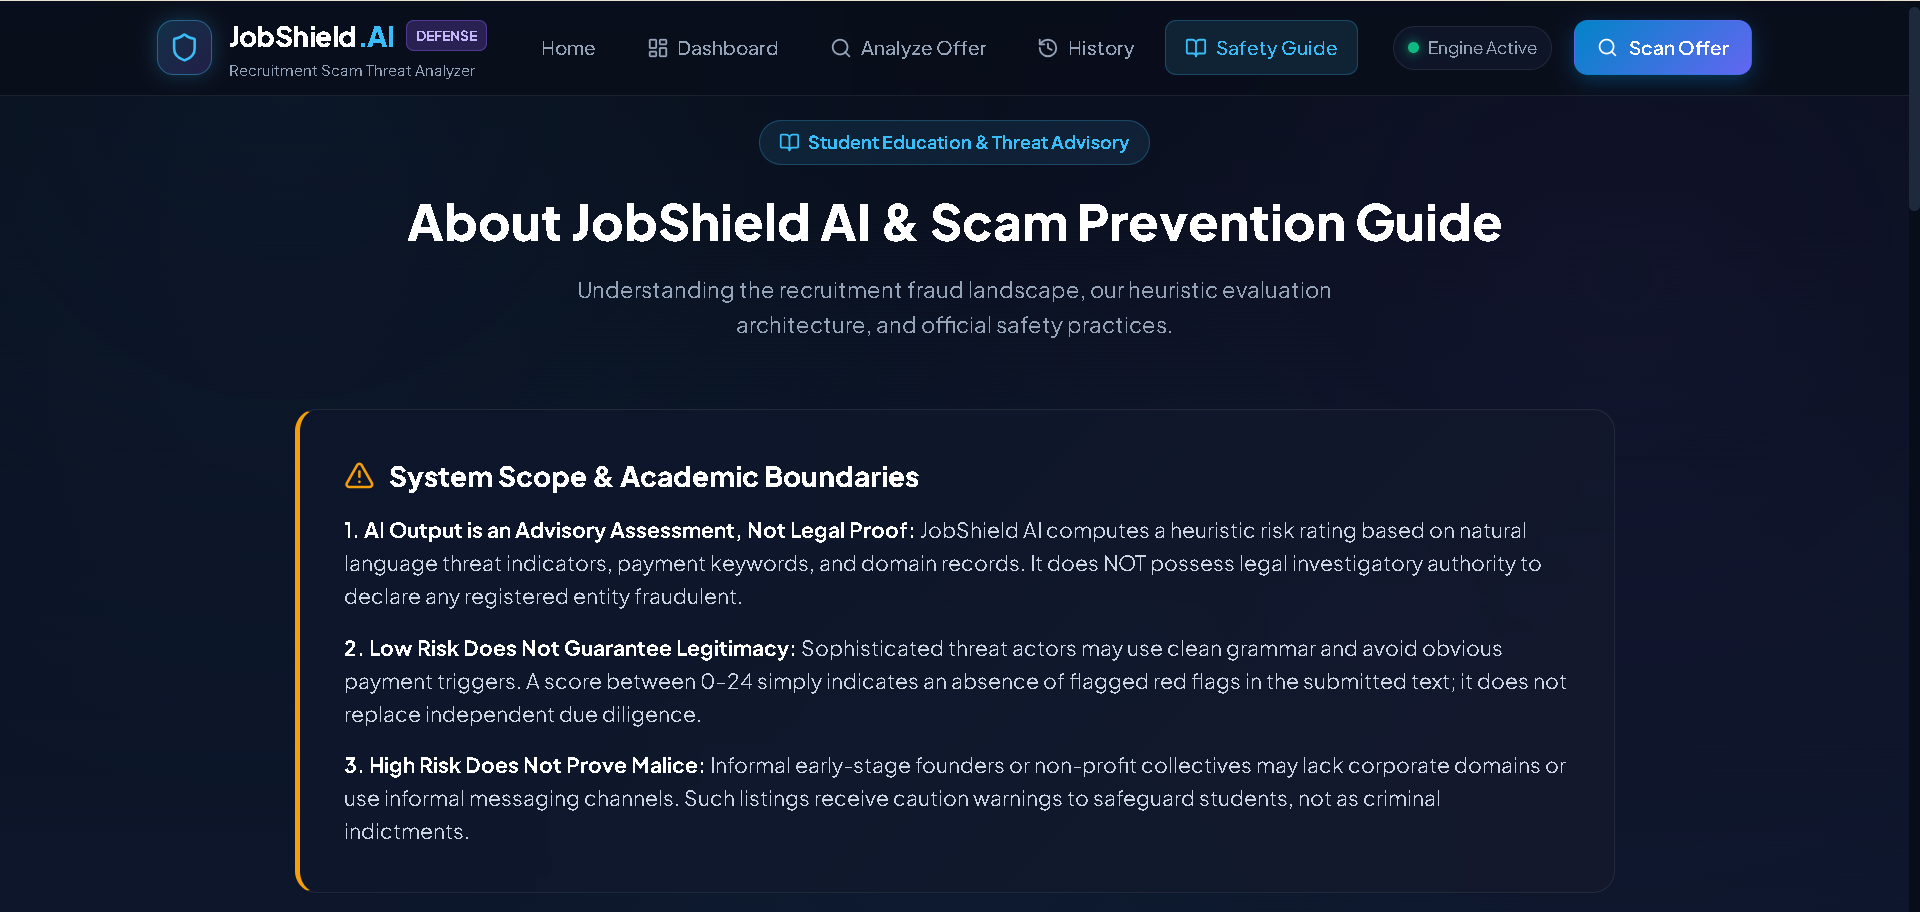 JobShield.AI DEFENSE
Recruitment Scam Threat Analyzer
Home Dashboard Analyze Offer History Safety Guide Engine Active Scan Offer
Student Education & Threat Advisory
About JobShield AI & Scam Prevention Guide
Understanding the recruitment fraud landscape, our heuristic evaluation
architecture, and official safety practices.
System Scope & Academic Boundaries
1. AI Output is an Advisory Assessment, Not Legal Proof: JobShield AI computes a heuristic risk rating based on natural
language threat indicators, payment keywords, and domain records. It does NOT possess legal investigatory authority to
declare any registered entity fraudulent.
2. Low Risk Does Not Guarantee Legitimacy: Sophisticated threat actors may use clean grammar and avoid obvious
payment triggers. A score between 0–24 simply indicates an absence of flagged red flags in the submitted text; it does not
replace independent due diligence.
3. High Risk Does Not Prove Malice: Informal early-stage founders or non-profit collectives may lack corporate domains or
use informal messaging channels. Such listings receive caution warnings to safeguard students, not as criminal
indictments.